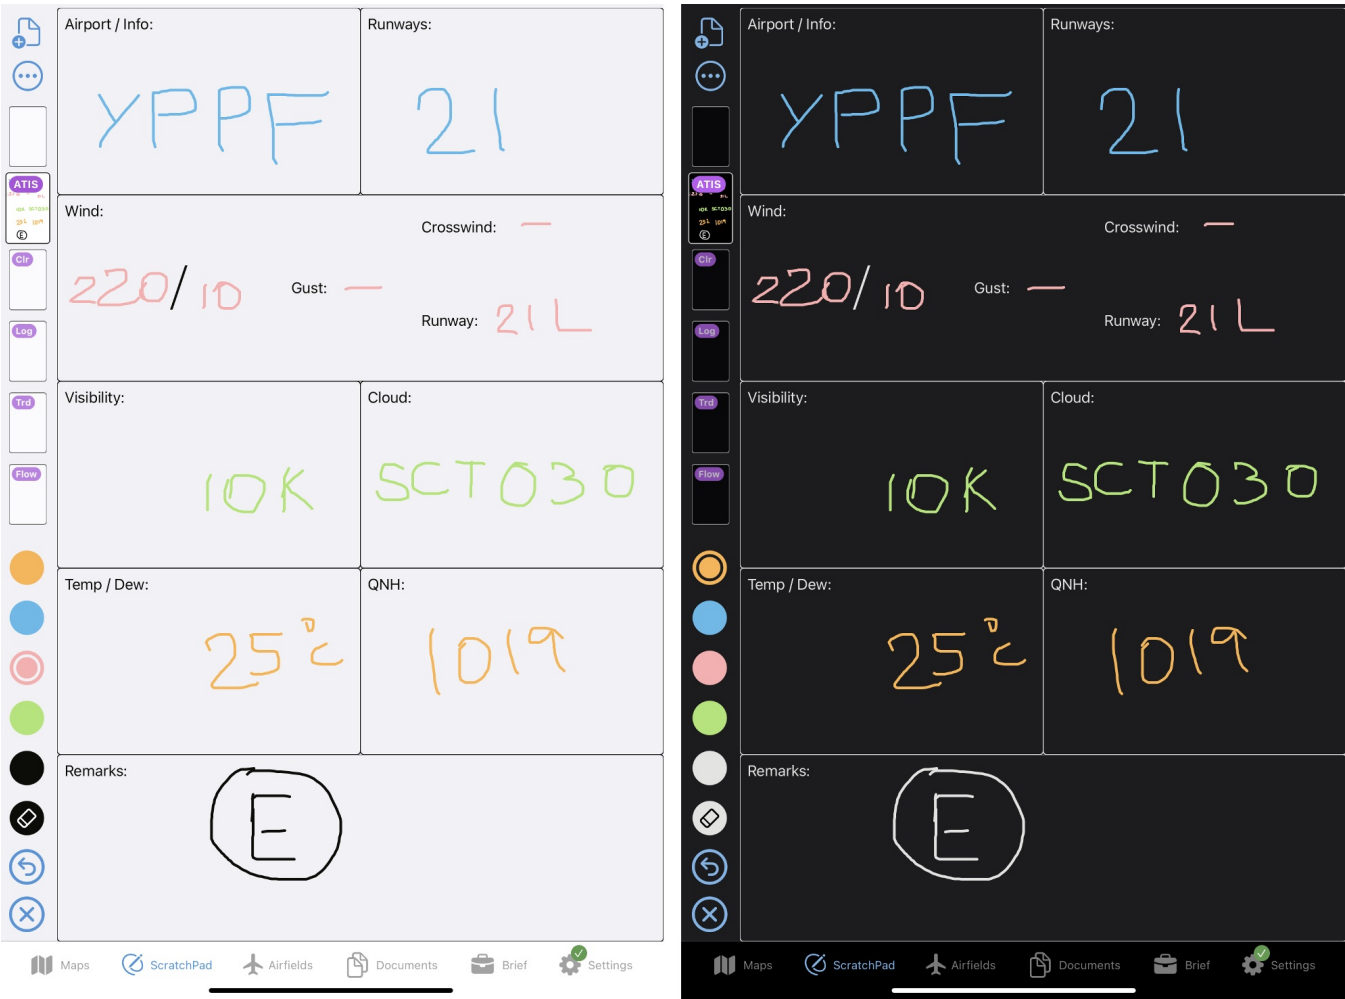 Airport / Info:
YPPF
Runways:
21
ATIS
Clr
Log
Trd
Flow
Wind:
220/10
Gust: —
Crosswind: —
Runway: 21L
Visibility:
10K
Cloud:
SCT030
Temp / Dew:
25°C
QNH:
1019
Remarks:
E
Maps ScratchPad Airfields Documents Brief Settings
Airport / Info:
YPPF
Runways:
21
ATIS
Clr
Log
Trd
Flow
Wind:
220/10
Gust: —
Crosswind: —
Runway: 21L
Visibility:
10K
Cloud:
SCT030
Temp / Dew:
25°C
QNH:
1019
Remarks:
E
Maps ScratchPad Airfields Documents Brief Settings